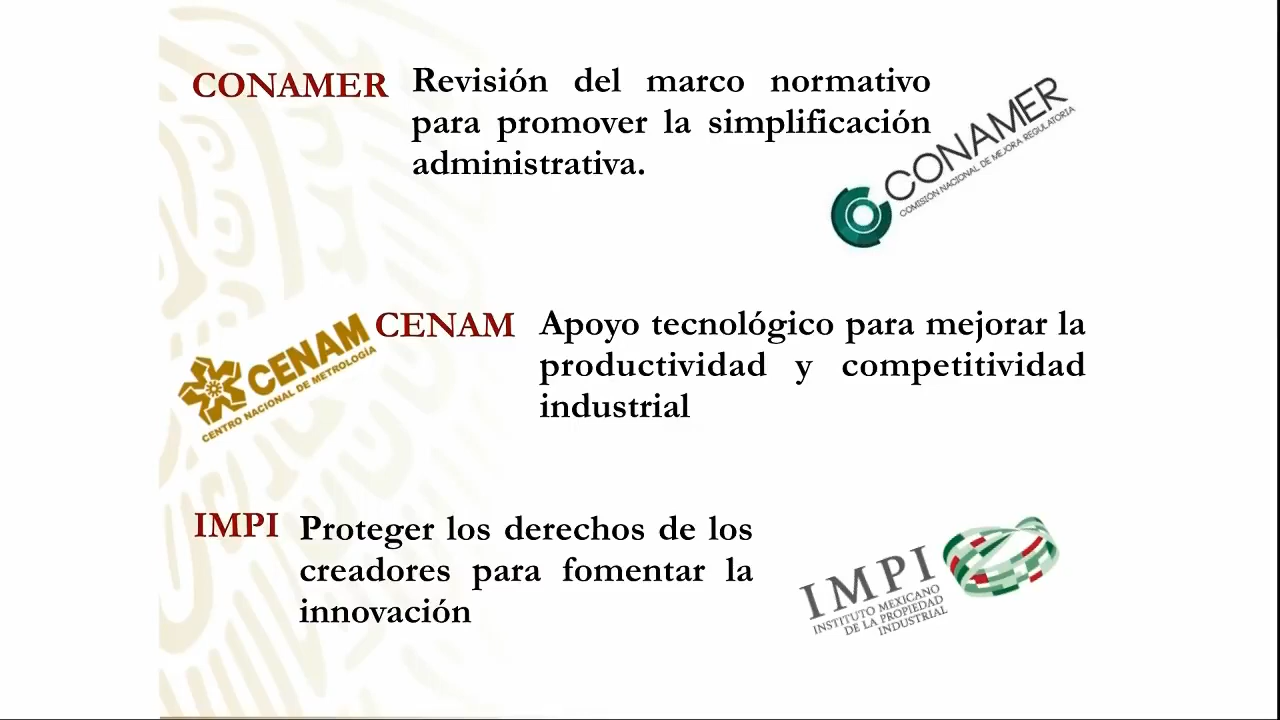 CONAMER
Revisión del marco normativo
para promover la simplificación
administrativa.
CONAMER
COMISIÓN NACIONAL DE MEJORA REGULATORIA
CENAM
CENTRO NACIONAL DE METROLOGÍA
CENAM
Apoyo tecnológico para mejorar la
productividad y competitividad
industrial
IMPI
Proteger los derechos de los
creadores para fomentar la
innovación
IMPI
INSTITUTO MEXICANO
DE LA PROPIEDAD
INDUSTRIAL